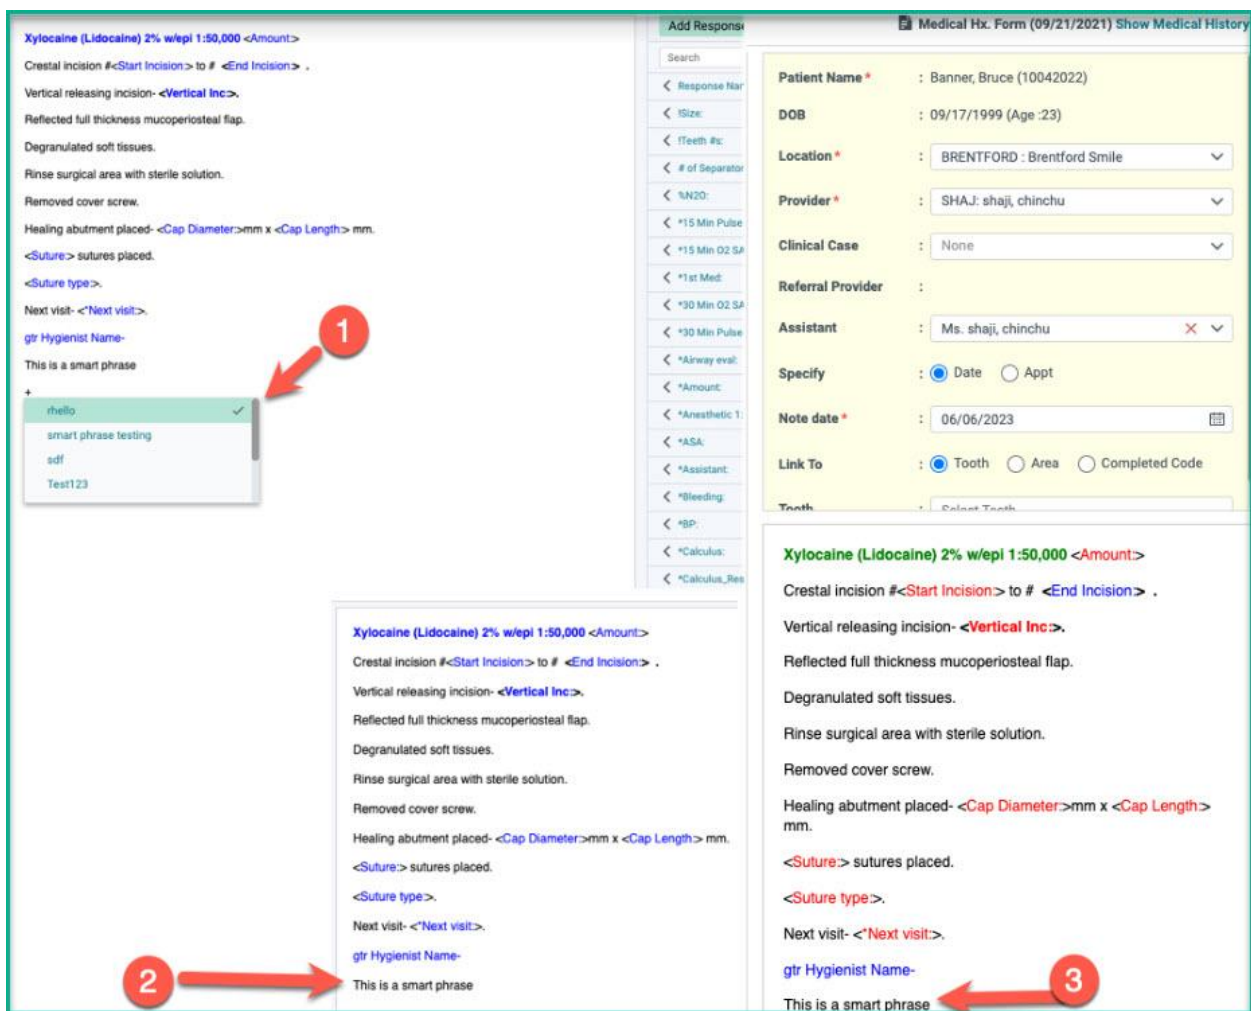 Xylocaine (Lidocaine) 2% w/epi 1:50,000 <Amount:>
Crestal incision #<Start Incision:> to # <End Incision:> .
Vertical releasing incision- <Vertical Inc:>.
Reflected full thickness mucoperiosteal flap.
Degranulated soft tissues.
Rinse surgical area with sterile solution.
Removed cover screw.
Healing abutment placed- <Cap Diameter:>mm x <Cap Length:> mm.
<Suture:> sutures placed.
<Suture type:>.
Next visit- <*Next visit:>.
gtr Hygienist Name-
This is a smart phrase
+
rhello
smart phrase testing
sdf
Test123
1
Add Respons
Search
Response Nar
!Size:
!Teeth #s:
# of Separator
%N20:
*15 Min Pulse
*15 Min O2 SA
*1st Med:
*30 Min O2 SA
*30 Min Pulse
*Airway eval:
*Amount:
*Anesthetic 1:
*ASA:
*Assistant:
*Bleeding:
*BP:
*Calculus:
*Calculus_Res
Medical Hx. Form (09/21/2021) Show Medical History
Patient Name * : Banner, Bruce (10042022)
DOB : 09/17/1999 (Age :23)
Location * : BRENTFORD : Brentford Smile
Provider * : SHAJ: shaji, chinchu
Clinical Case : None
Referral Provider :
Assistant : Ms. shaji, chinchu
Specify : Date Appt
Note date * : 06/06/2023
Link To : Tooth Area Completed Code
Tooth : Select Teeth
Xylocaine (Lidocaine) 2% w/epi 1:50,000 <Amount:>
Crestal incision #<Start Incision:> to # <End Incision:> .
Vertical releasing incision- <Vertical Inc:>.
Reflected full thickness mucoperiosteal flap.
Degranulated soft tissues.
Rinse surgical area with sterile solution.
Removed cover screw.
Healing abutment placed- <Cap Diameter:>mm x <Cap Length:> mm.
<Suture:> sutures placed.
<Suture type:>.
Next visit- <*Next visit:>.
gtr Hygienist Name-
This is a smart phrase
2
Xylocaine (Lidocaine) 2% w/epi 1:50,000 <Amount:>
Crestal incision #<Start Incision:> to # <End Incision:> .
Vertical releasing incision- <Vertical Inc:>.
Reflected full thickness mucoperiosteal flap.
Degranulated soft tissues.
Rinse surgical area with sterile solution.
Removed cover screw.
Healing abutment placed- <Cap Diameter:>mm x <Cap Length:>
mm.
<Suture:> sutures placed.
<Suture type:>.
Next visit- <*Next visit:>.
gtr Hygienist Name-
This is a smart phrase
3